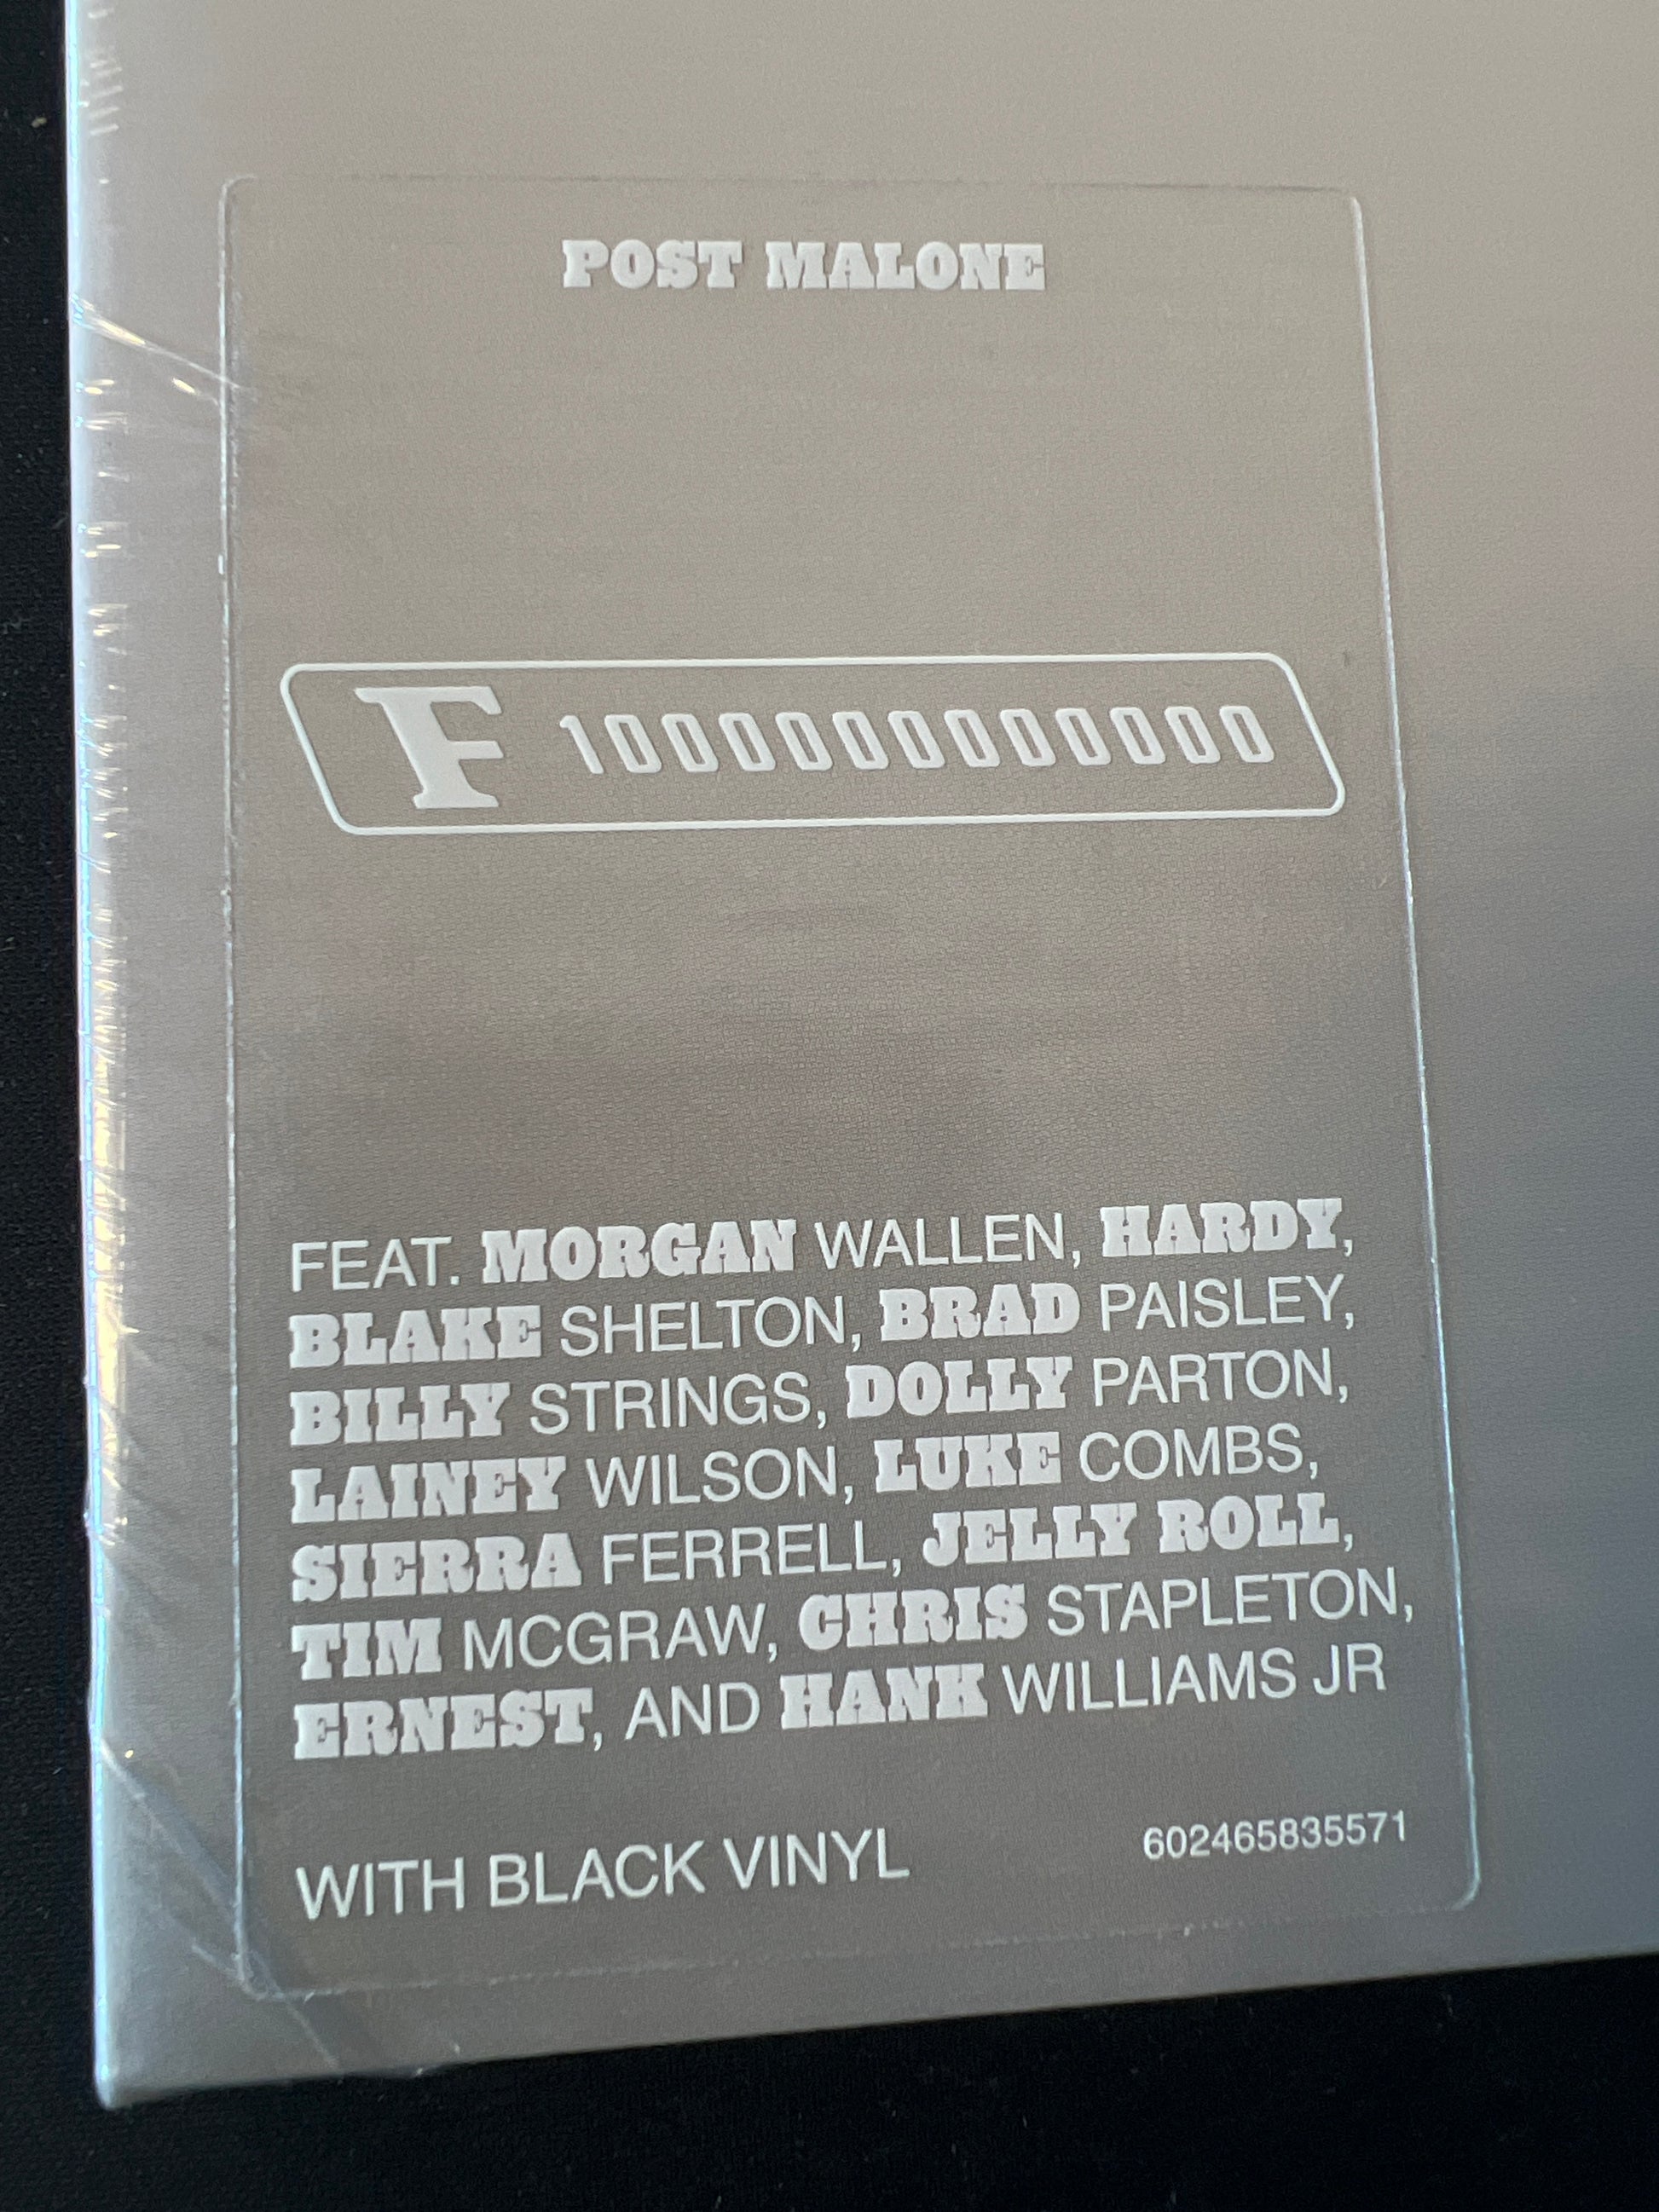 POST MALONE
F 1000000000000
FEAT. MORGAN WALLEN, HARDY,
BLAKE SHELTON, BRAD PAISLEY,
BILLY STRINGS, DOLLY PARTON,
LAINEY WILSON, LUKE COMBS,
SIERRA FERRELL, JELLY ROLL,
TIM MCGRAW, CHRIS STAPLETON,
ERNEST, AND HANK WILLIAMS JR
WITH BLACK VINYL
602465835571